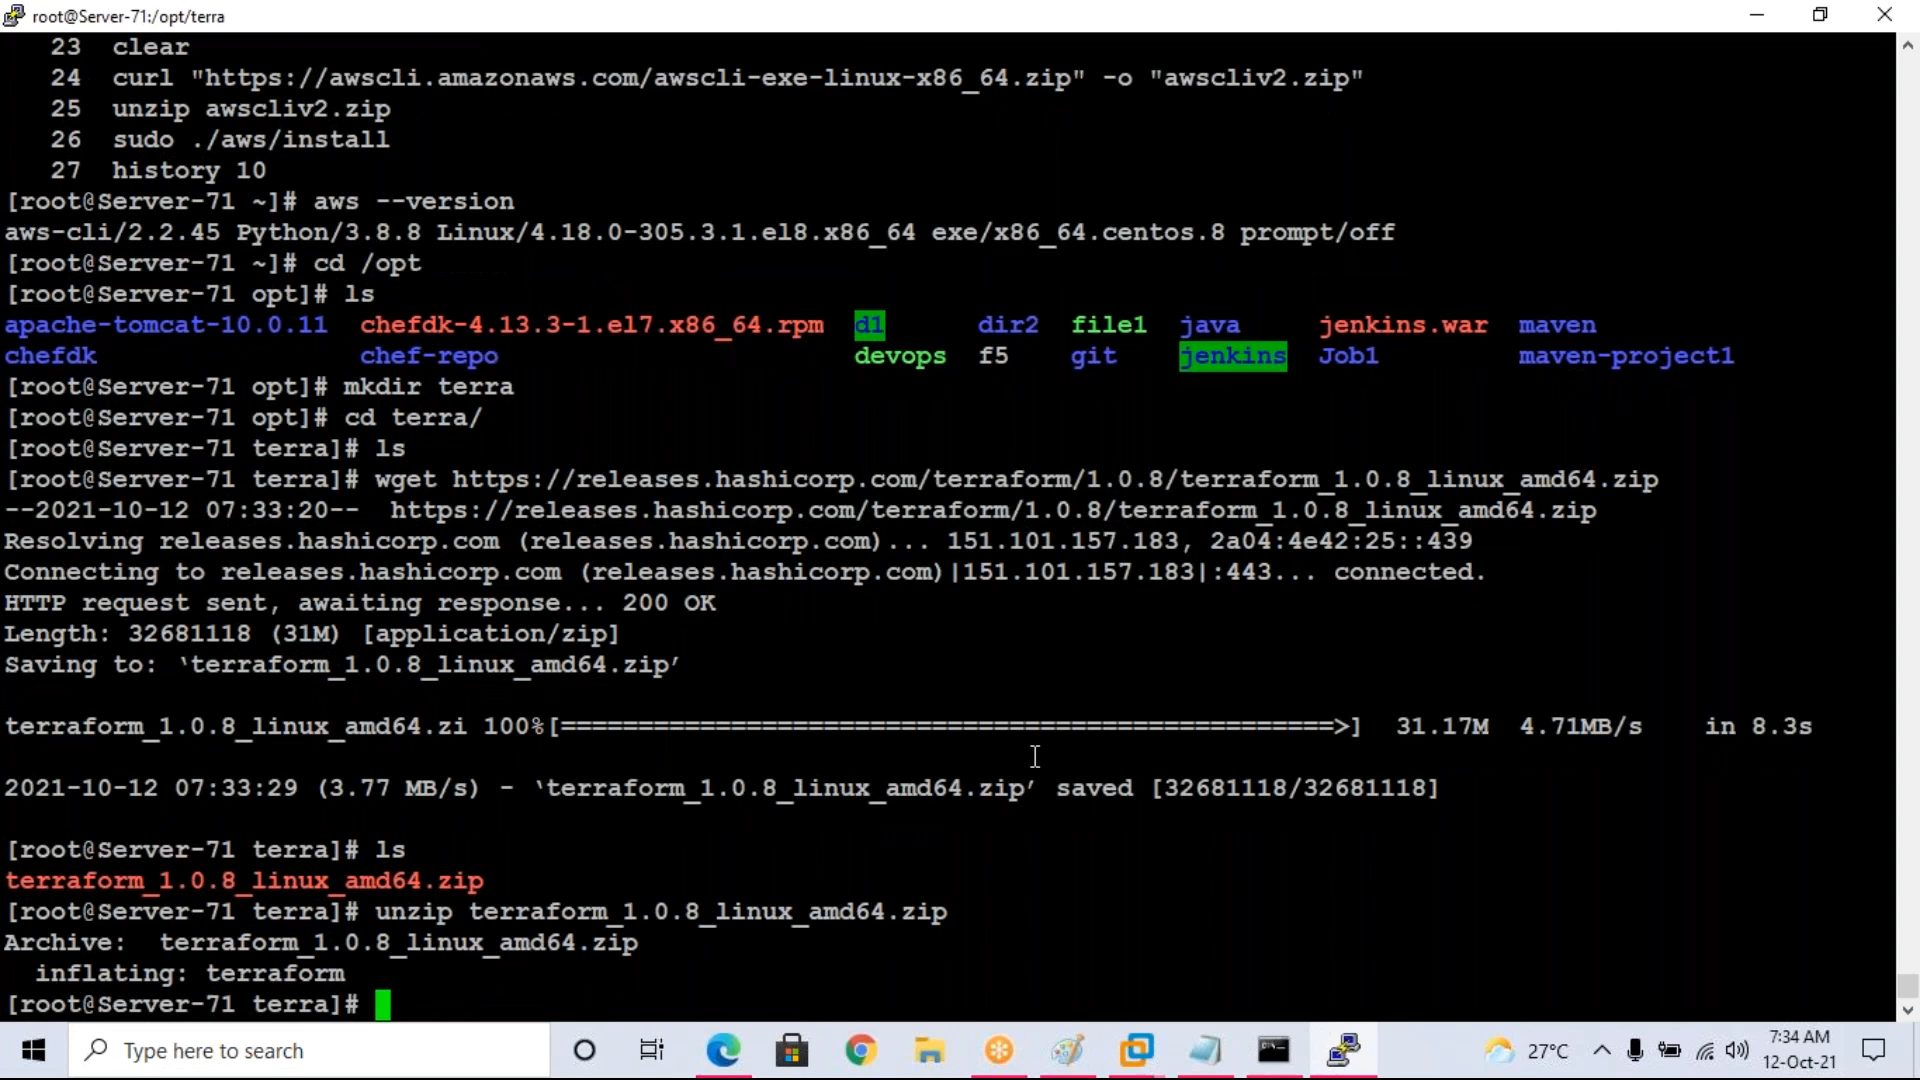 root@Server-71:/opt/terra
23 clear
24 curl "https://awscli.amazonaws.com/awscli-exe-linux-x86_64.zip" -o "awscliv2.zip"
25 unzip awscliv2.zip
26 sudo ./aws/install
27 history 10
[root@Server-71 ~]# aws --version
aws-cli/2.2.45 Python/3.8.8 Linux/4.18.0-305.3.1.el8.x86_64 exe/x86_64.centos.8 prompt/off
[root@Server-71 ~]# cd /opt
[root@Server-71 opt]# ls
apache-tomcat-10.0.11 chefdk-4.13.3-1.el7.x86_64.rpm d1 dir2 file1 java jenkins.war maven
chefdk chef-repo devops f5 git jenkins Job1 maven-project1
[root@Server-71 opt]# mkdir terra
[root@Server-71 opt]# cd terra/
[root@Server-71 terra]# ls
[root@Server-71 terra]# wget https://releases.hashicorp.com/terraform/1.0.8/terraform_1.0.8_linux_amd64.zip
--2021-10-12 07:33:20-- https://releases.hashicorp.com/terraform/1.0.8/terraform_1.0.8_linux_amd64.zip
Resolving releases.hashicorp.com (releases.hashicorp.com)... 151.101.157.183, 2a04:4e42:25::439
Connecting to releases.hashicorp.com (releases.hashicorp.com)|151.101.157.183|:443... connected.
HTTP request sent, awaiting response... 200 OK
Length: 32681118 (31M) [application/zip]
Saving to: ‘terraform_1.0.8_linux_amd64.zip’
terraform_1.0.8_linux_amd64.zi 100%[==================================================>] 31.17M 4.71MB/s in 8.3s
2021-10-12 07:33:29 (3.77 MB/s) - ‘terraform_1.0.8_linux_amd64.zip’ saved [32681118/32681118]
[root@Server-71 terra]# ls
terraform_1.0.8_linux_amd64.zip
[root@Server-71 terra]# unzip terraform_1.0.8_linux_amd64.zip
Archive: terraform_1.0.8_linux_amd64.zip
inflating: terraform
[root@Server-71 terra]#
Type here to search
27°C
7:34 AM
12-Oct-21